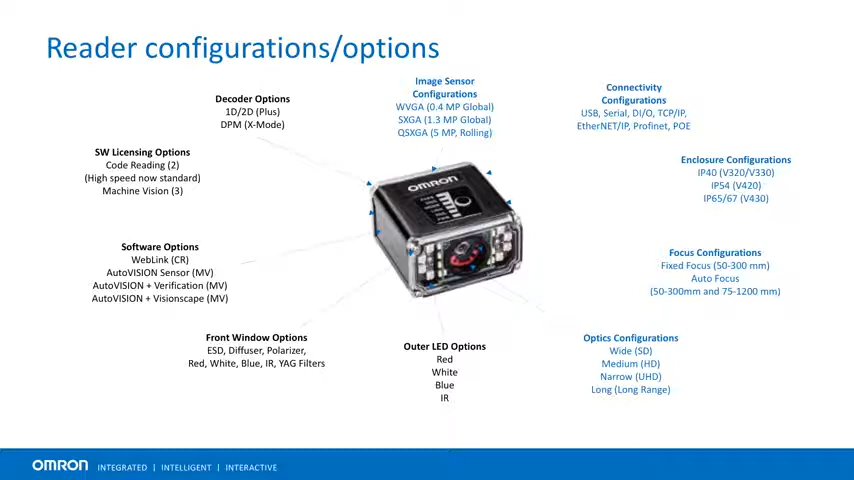 Reader configurations/options
Image Sensor
Configurations
WVGA (0.4 MP Global)
SXGA (1.3 MP Global)
QSXGA (5 MP, Rolling)
Decoder Options
1D/2D (Plus)
DPM (X-Mode)
Connectivity
Configurations
USB, Serial, DI/O, TCP/IP,
EtherNET/IP, Profinet, POE
SW Licensing Options
Code Reading (2)
(High speed now standard)
Machine Vision (3)
Enclosure Configurations
IP40 (V320/V330)
IP54 (V420)
IP65/67 (V430)
OMRON
Software Options
WebLink (CR)
AutoVISION Sensor (MV)
AutoVISION + Verification (MV)
AutoVISION + Visionscape (MV)
Focus Configurations
Fixed Focus (50-300 mm)
Auto Focus
(50-300mm and 75-1200 mm)
Front Window Options
ESD, Diffuser, Polarizer,
Red, White, Blue, IR, YAG Filters
Outer LED Options
Red
White
Blue
IR
Optics Configurations
Wide (SD)
Medium (HD)
Narrow (UHD)
Long (Long Range)
OMRON INTEGRATED | INTELLIGENT | INTERACTIVE